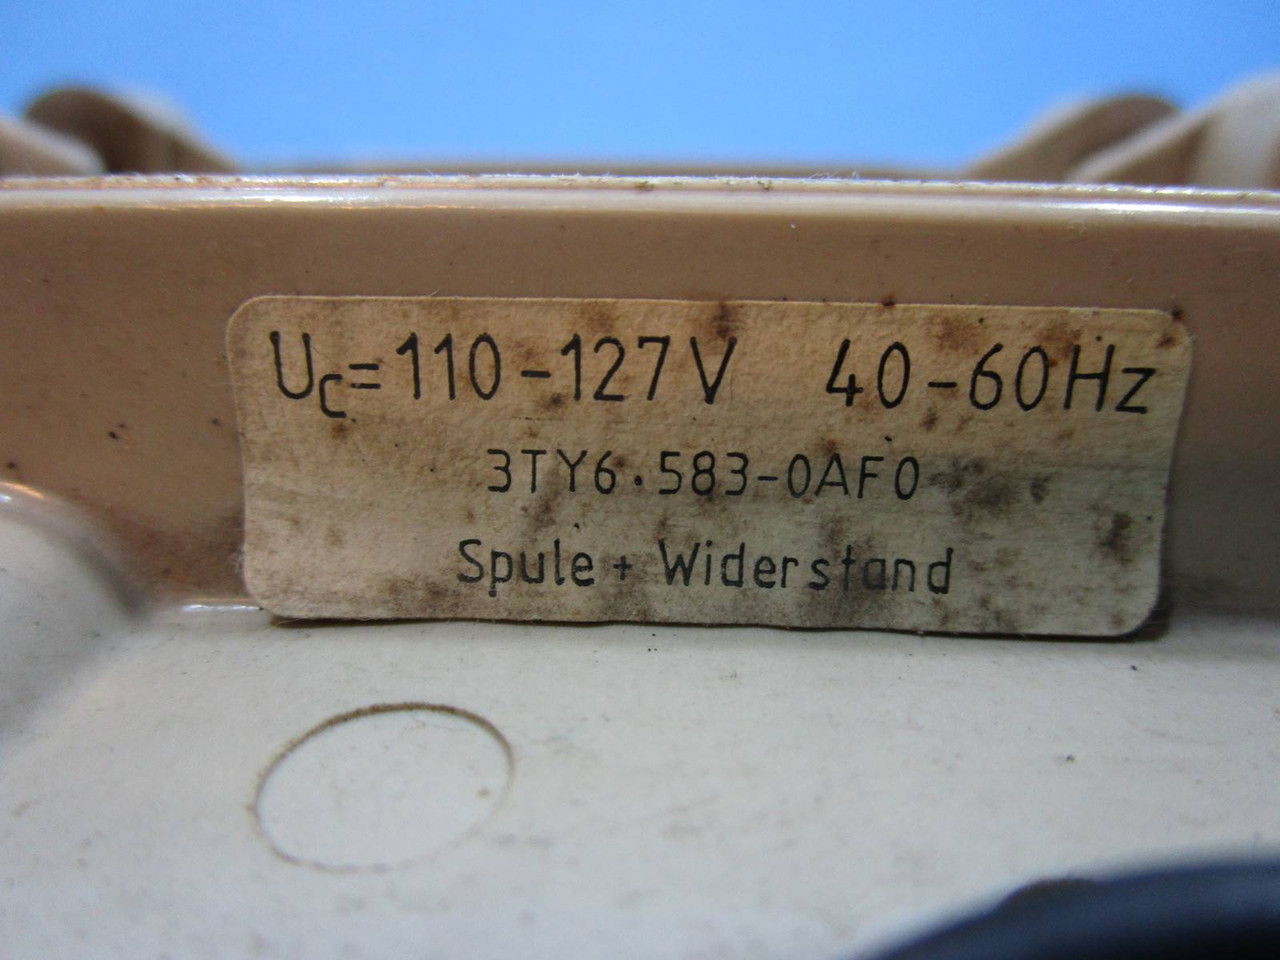 Uc=110-127V 40-60Hz
3TY6.583-0AF0
Spule + Widerstand